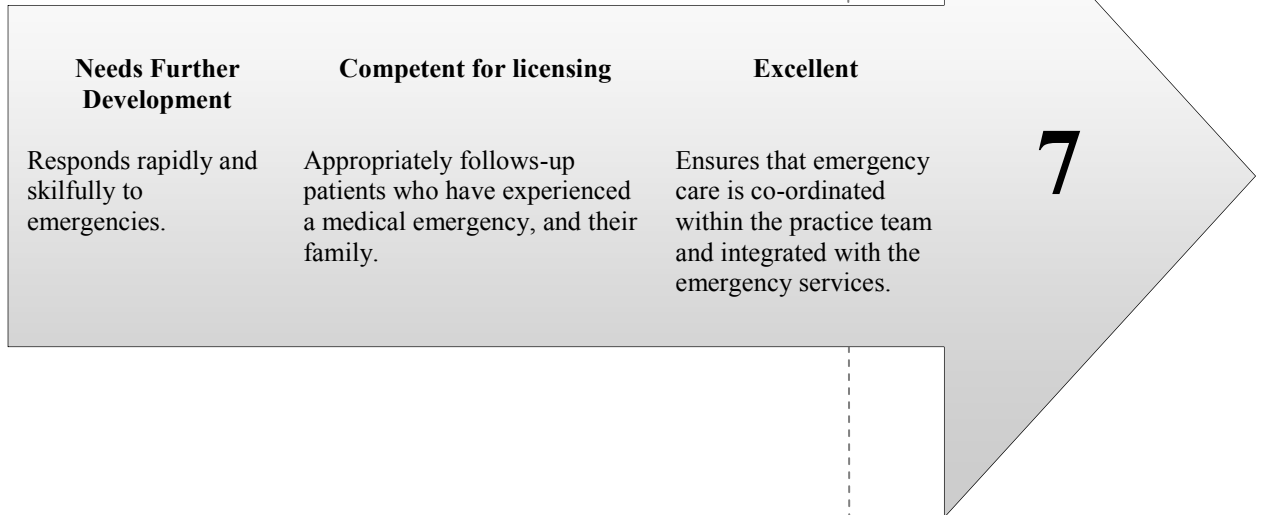 Needs Further
Development
Responds rapidly and
skilfully to
emergencies.
Competent for licensing
Appropriately follows-up
patients who have experienced
a medical emergency, and their
family.
Excellent
Ensures that emergency
care is co-ordinated
within the practice team
and integrated with the
emergency services.
7